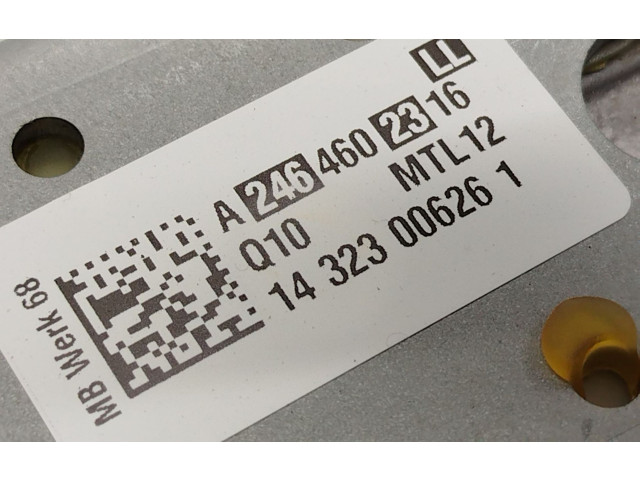 LL
A 246 460 23 16
Q10 MTL12
14 323 00626 1
MB Werk 68